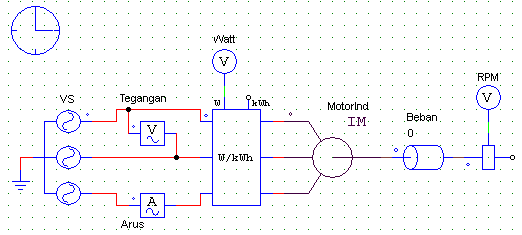 Watt
V
VS
Tegangan
V
W
kWh
W/kWh
A
Arus
MotorInd
IM
Beban
0
RPM
V